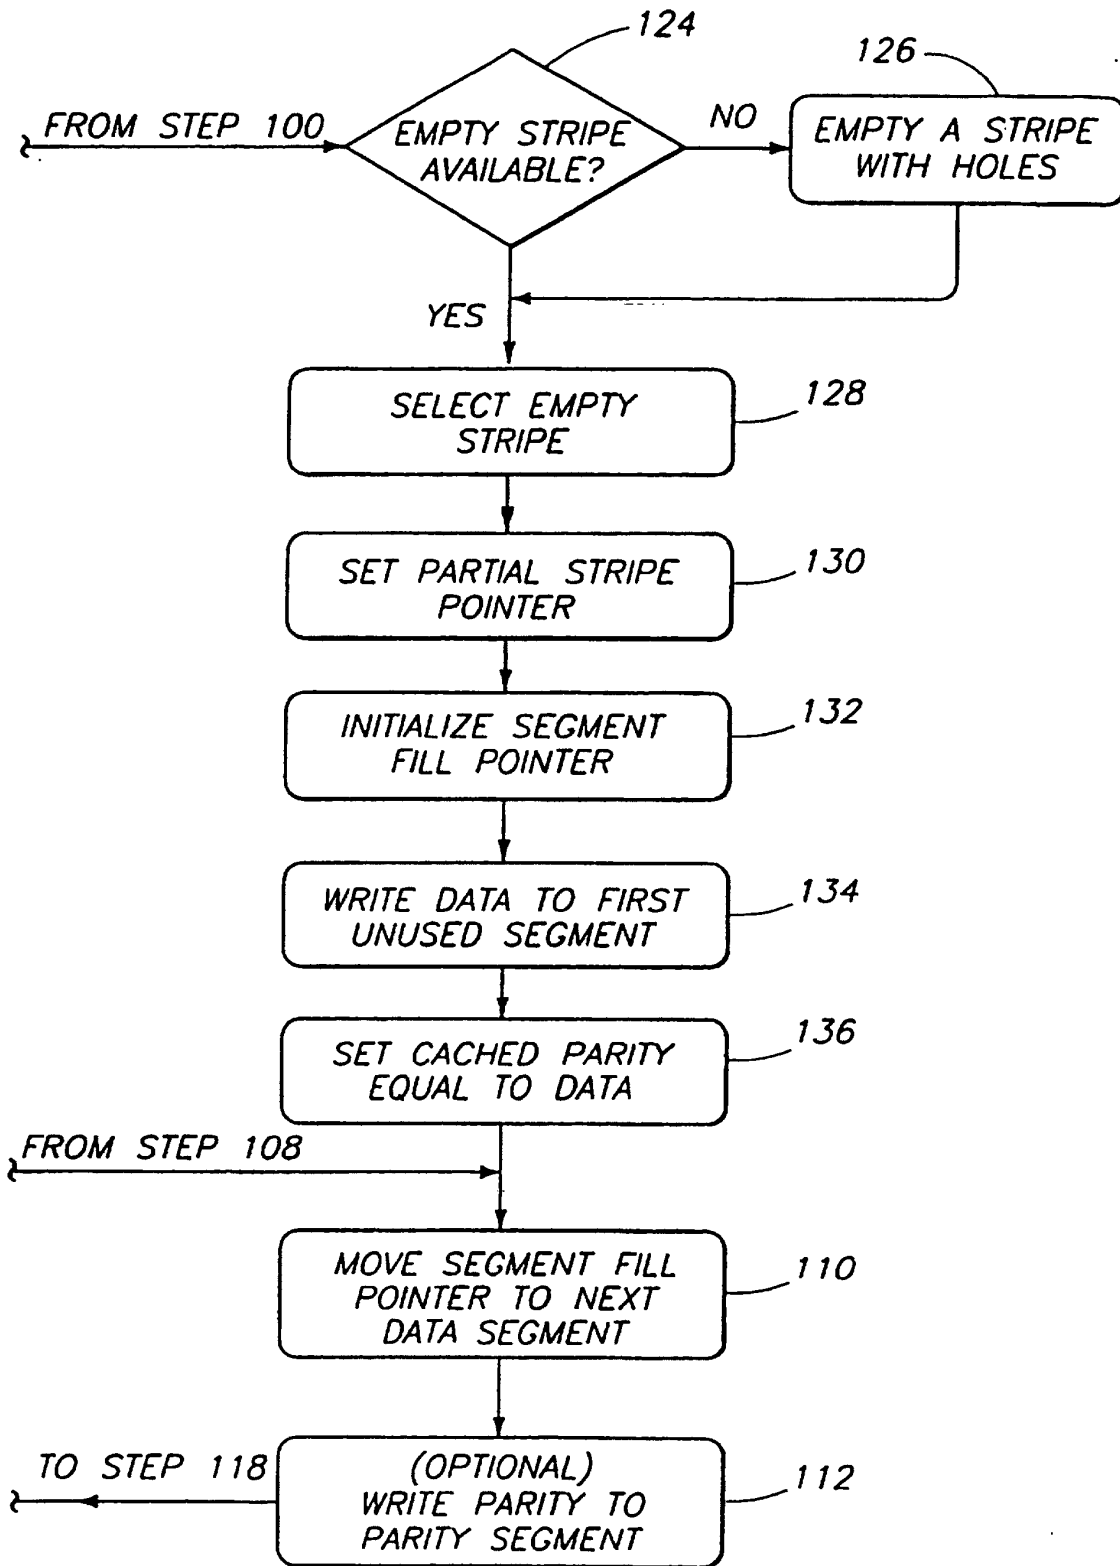 124
126
FROM STEP 100
EMPTY STRIPE
AVAILABLE?
NO
EMPTY A STRIPE
WITH HOLES
YES
SELECT EMPTY
STRIPE
128
SET PARTIAL STRIPE
POINTER
130
INITIALIZE SEGMENT
FILL POINTER
132
WRITE DATA TO FIRST
UNUSED SEGMENT
134
SET CACHED PARITY
EQUAL TO DATA
136
FROM STEP 108
MOVE SEGMENT FILL
POINTER TO NEXT
DATA SEGMENT
110
TO STEP 118
(OPTIONAL)
WRITE PARITY TO
PARITY SEGMENT
112